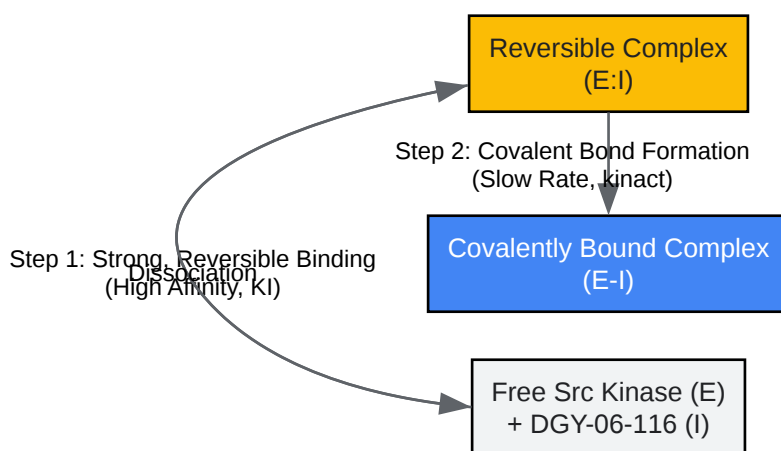 Reversible Complex
(E:I)
Step 2: Covalent Bond Formation
(Slow Rate, kinact)
Step 1: Strong, Reversible Binding
(High Affinity, KI)
Dissociation
Covalently Bound Complex
(E-I)
Free Src Kinase (E)
+ DGY-06-116 (I)